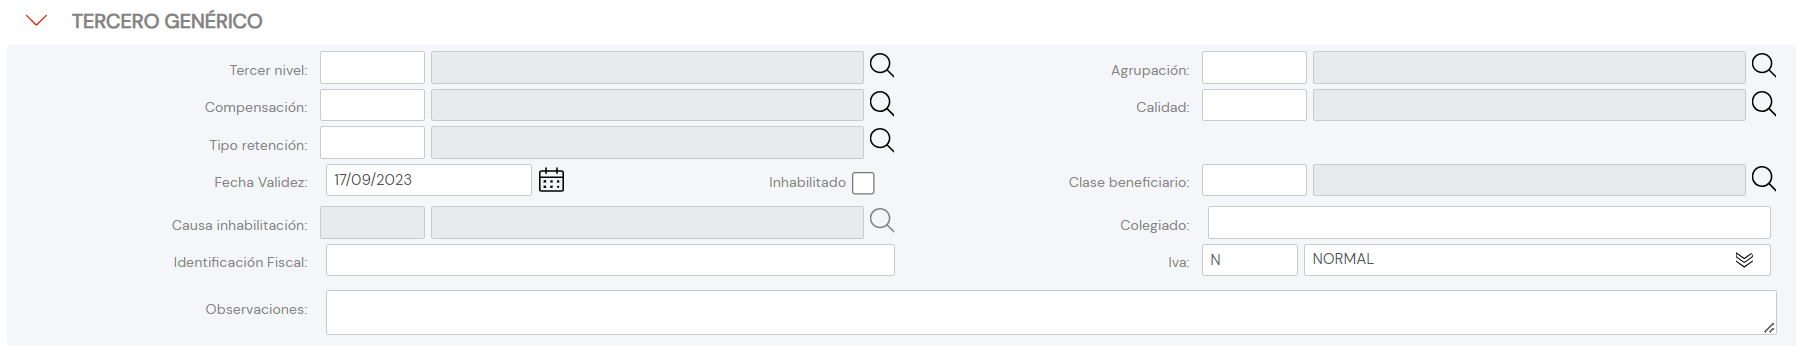 TERCERO GENÉRICO
Tercer nivel: Agrupación:
Compensación: Calidad:
Tipo retención:
Fecha Validez: 17/09/2023 Inhabilitado Clase beneficiario:
Causa inhabilitación: Colegiado:
Identificación Fiscal: Iva: N NORMAL
Observaciones: